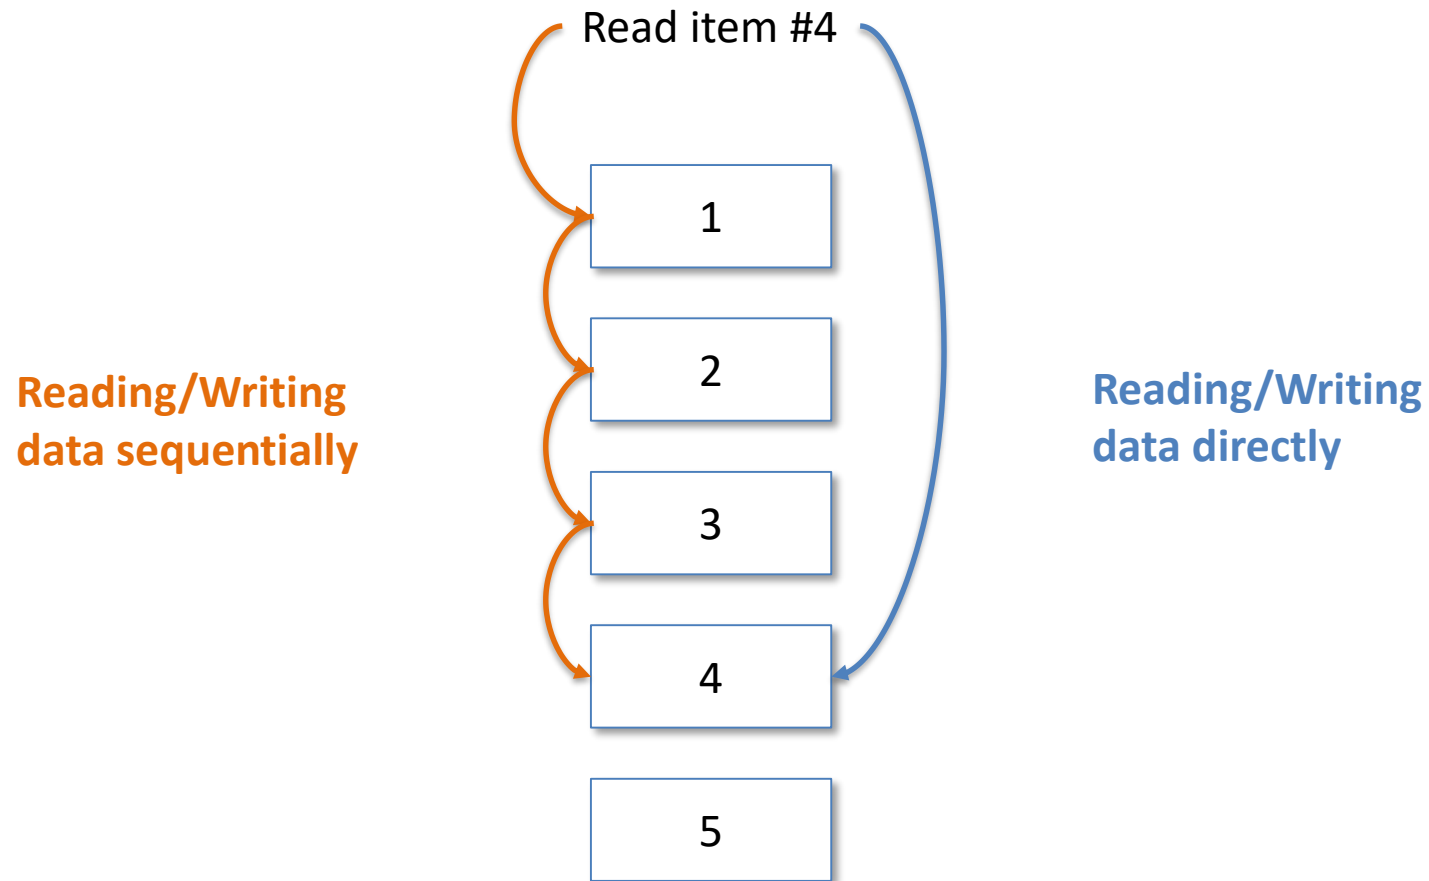 Read item #4
1
2
Reading/Writing
data sequentially
Reading/Writing
data directly
3
4
5